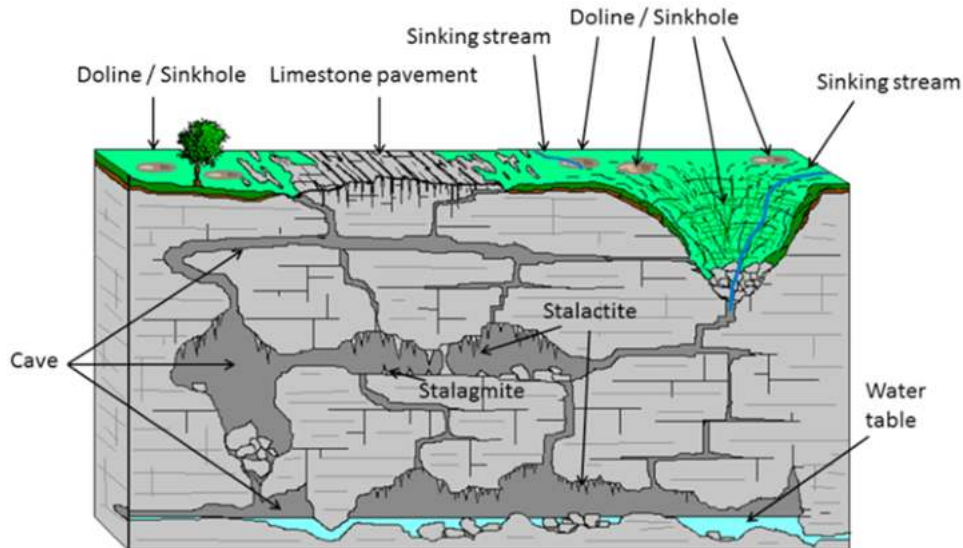 Doline / Sinkhole
Sinking stream
Doline / Sinkhole
Limestone pavement
Sinking stream
Stalactite
Cave
Stalagmite
Water
table